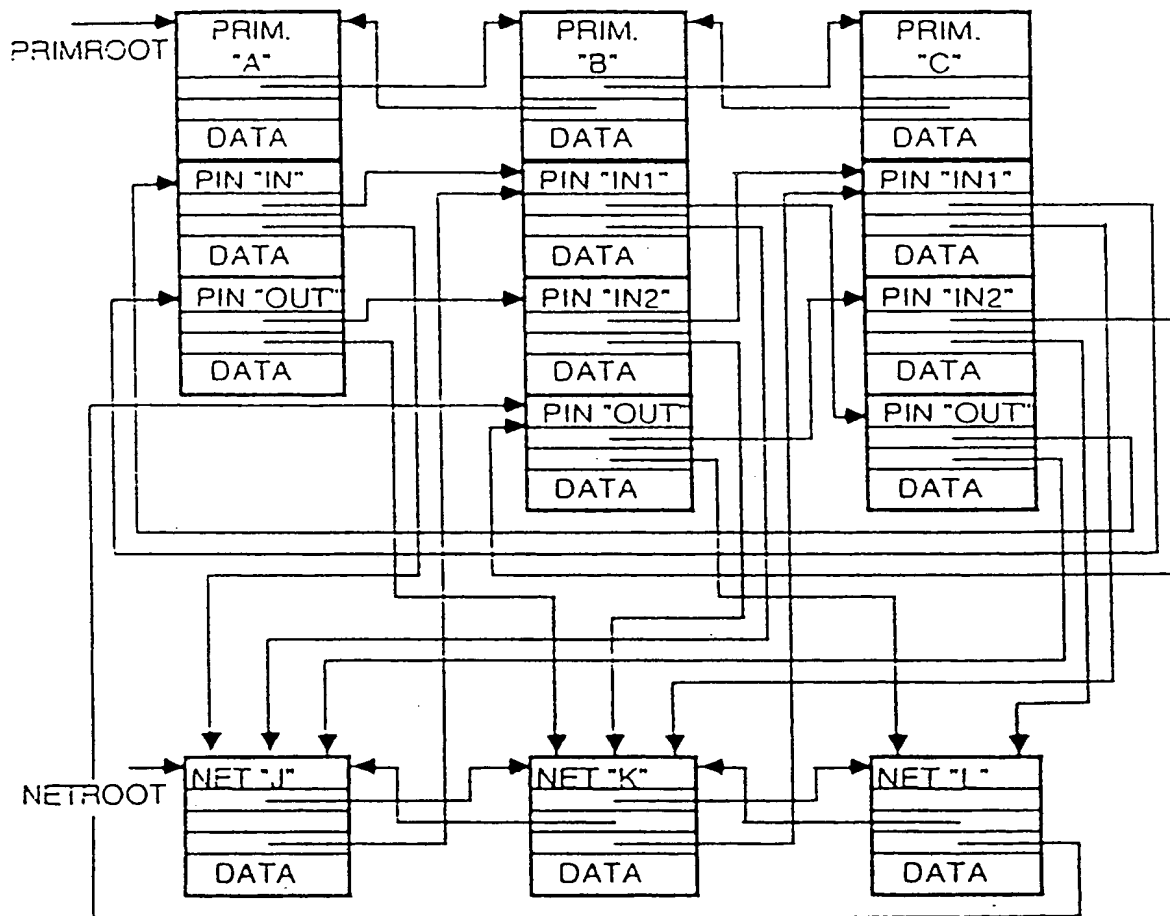 PRIMROOT
PRIM.
"A"
DATA
PIN "IN"
DATA
PIN "OUT"
DATA
PRIM.
"B"
DATA
PIN "IN1"
DATA
PIN "IN2"
DATA
PIN "OUT"
DATA
PRIM.
"C"
DATA
PIN "IN1"
DATA
PIN "IN2"
DATA
PIN "OUT"
DATA
NETROOT
NET "J"
DATA
NET "K"
DATA
NET "L"
DATA